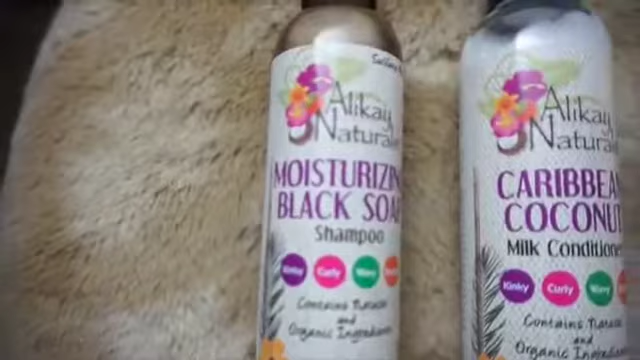 Alikay
Naturals
MOISTURIZIN
BLACK SOAP
Shampoo
Kinky Curly Wavy
Contains Natural
and
Organic Ingredients
Alikay
Naturals
CARIBBEAN
COCONUT
Milk Conditioner
Kinky Curly Wavy
Contains Natural
and
Organic Ingredients